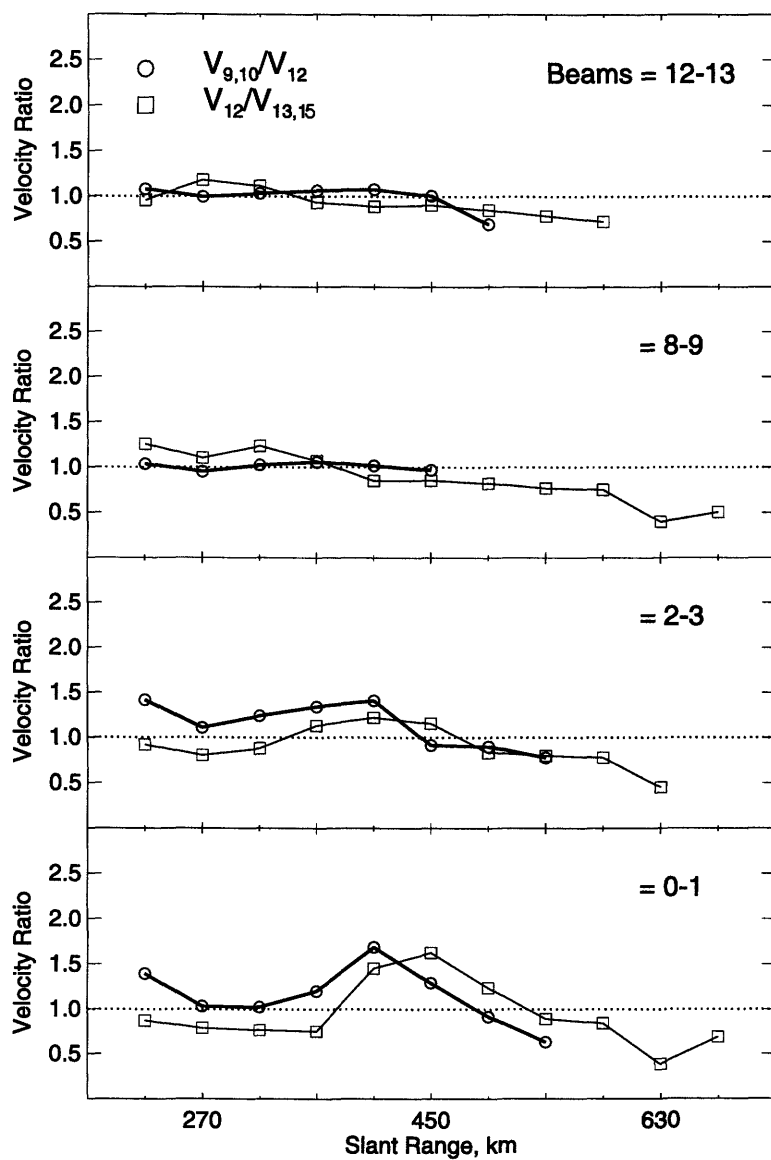 2.5
2.0
1.5
1.0
0.5
Velocity Ratio
V9,10/V12
V12/V13,15
Beams = 12-13
2.5
2.0
1.5
1.0
0.5
Velocity Ratio
= 8-9
2.5
2.0
1.5
1.0
0.5
Velocity Ratio
= 2-3
2.5
2.0
1.5
1.0
0.5
Velocity Ratio
= 0-1
270 450 630
Slant Range, km